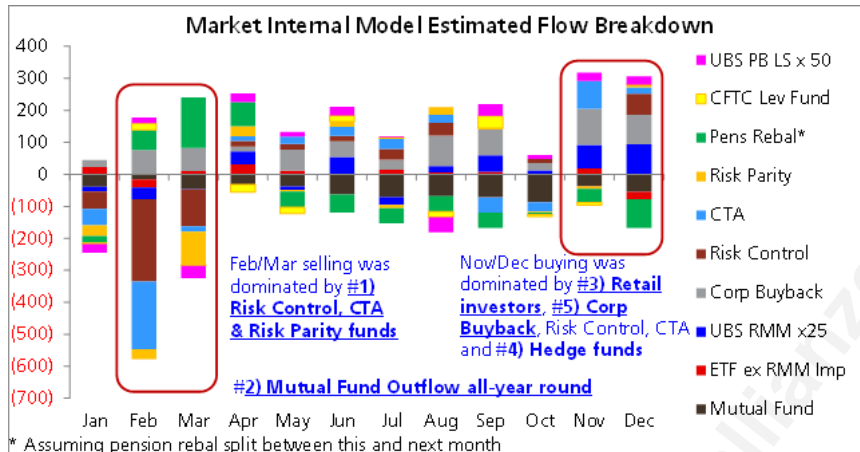 Market Internal Model Estimated Flow Breakdown
400
300
200
100
0
(100)
(200)
(300)
(400)
(500)
(600)
(700)
UBS PB LS x 50
CFTC Lev Fund
Pens Rebal*
Risk Parity
CTA
Risk Control
Corp Buyback
UBS RMM x25
ETF ex RMM Imp
Mutual Fund
Feb/Mar selling was
dominated by #1)
Risk Control, CTA
& Risk Parity funds
Nov/Dec buying was
dominated by #3) Retail
investors, #5) Corp
Buyback, Risk Control, CTA
and #4) Hedge funds
#2) Mutual Fund Outflow all-year round
Jan Feb Mar Apr May Jun Jul Aug Sep Oct Nov Dec
* Assuming pension rebal split between this and next month